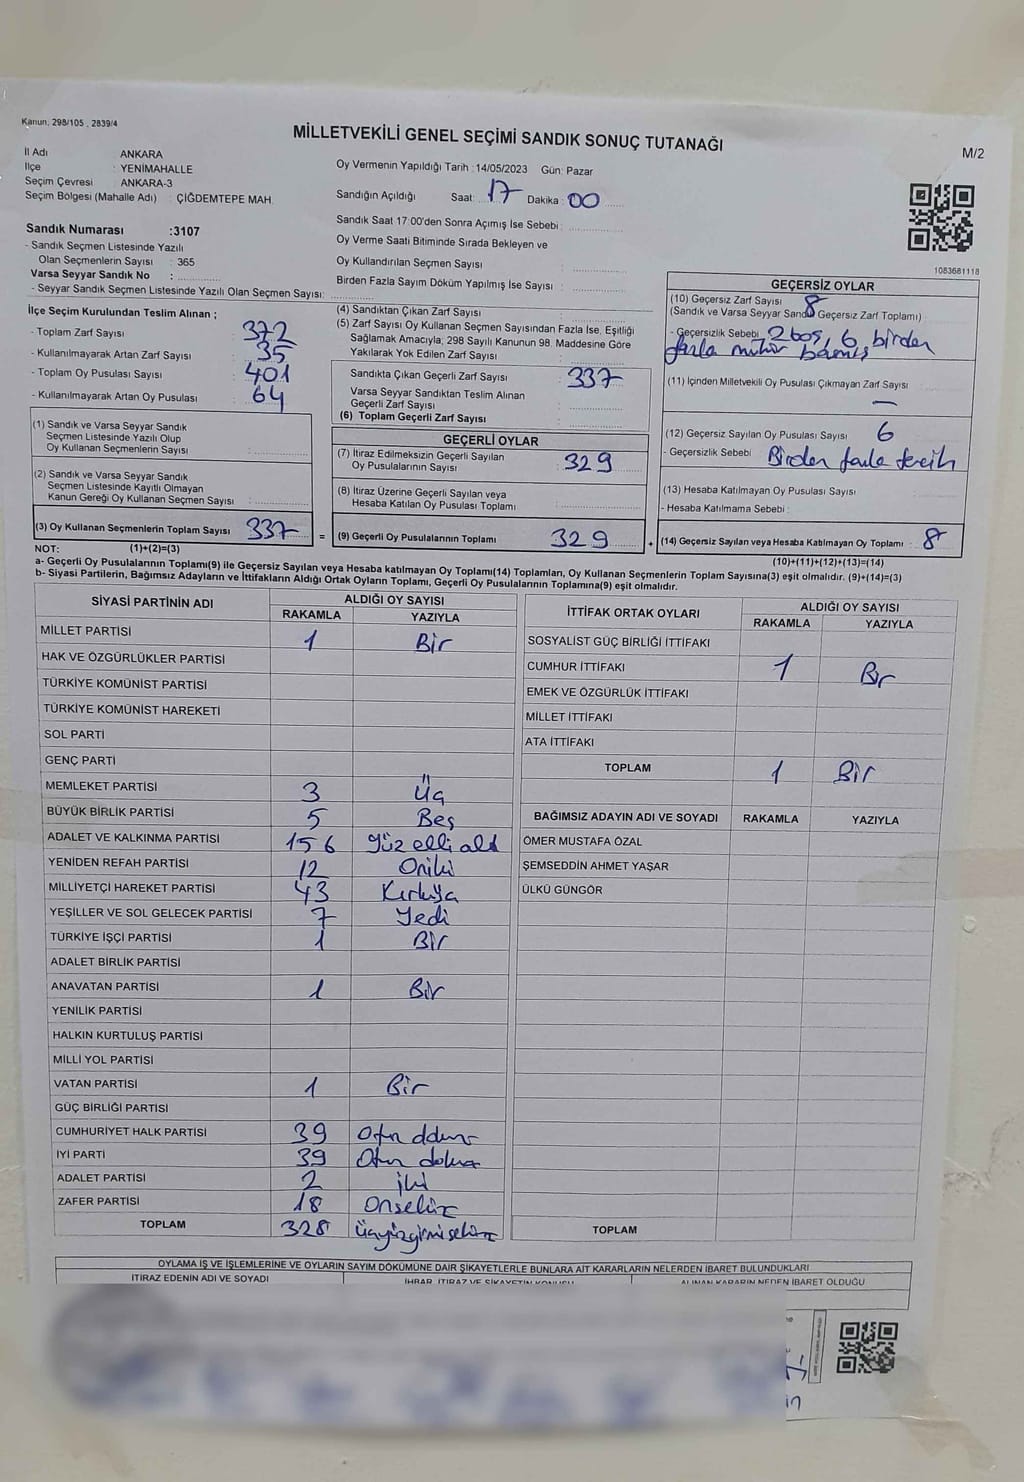 Kanun, 298/105 , 2839/4
MİLLETVEKİLİ GENEL SEÇİMİ SANDIK SONUÇ TUTANAĞI
M/2
İl Adı ANKARA
İlçe : YENİMAHALLE
Seçim Çevresi : ANKARA-3
Seçim Bölgesi (Mahalle Adı) : ÇİĞDEMTEPE MAH.
Oy Vermenin Yapıldığı Tarih :14/05/2023 Gün: Pazar
Sandığın Açıldığı Saat: 17 Dakika: 00
Sandık Saat 17:00'den Sonra Açımış İse Sebebi:
Oy Verme Saati Bitiminde Sırada Bekleyen ve
Oy Kullandırılan Seçmen Sayısı
Birden Fazla Sayım Döküm Yapılmış İse Sayısı :
Sandık Numarası :3107
- Sandık Seçmen Listesinde Yazılı
Olan Seçmenlerin Sayısı : 365
Varsa Seyyar Sandık No :
- Seyyar Sandık Seçmen Listesinde Yazılı Olan Seçmen Sayısı:
1083681118
İlçe Seçim Kurulundan Teslim Alınan ;
- Toplam Zarf Sayısı : 372
- Kullanılmayarak Artan Zarf Sayısı : 35
- Toplam Oy Pusulası Sayısı : 401
- Kullanılmayarak Artan Oy Pusulası : 64
(1) Sandık ve Varsa Seyyar Sandık
Seçmen Listesinde Yazılı Olup
Oy Kullanan Seçmenlerin Sayısı :
(2) Sandık ve Varsa Seyyar Sandık
Seçmen Listesinde Kayıtlı Olmayan
Kanun Gereği Oy Kullanan Seçmen Sayısı :
(3) Oy Kullanan Seçmenlerin Toplam Sayısı : 337
(4) Sandıktan Çıkan Zarf Sayısı :
(5) Zarf Sayısı Oy Kullanan Seçmen Sayısından Fazla İse, Eşitliği
Sağlamak Amacıyla; 298 Sayılı Kanunun 98. Maddesine Göre
Yakılarak Yok Edilen Zarf Sayısı :
Sandıkta Çıkan Geçerli Zarf Sayısı : 337
Varsa Seyyar Sandıktan Teslim Alınan
Geçerli Zarf Sayısı :
(6) Toplam Geçerli Zarf Sayısı :
GEÇERLİ OYLAR
(7) İtiraz Edilmeksizin Geçerli Sayılan
Oy Pusulalarının Sayısı : 329
(8) İtiraz Üzerine Geçerli Sayılan veya
Hesaba Katılan Oy Pusulası Toplamı :
= (9) Geçerli Oy Pusulalarının Toplamı : 329
GEÇERSİZ OYLAR
(10) Geçersiz Zarf Sayısı 8
(Sandık ve Varsa Seyyar Sandık Geçersiz Zarf Toplamı) :
- Geçersizlik Sebebi : 2 boş, 6 birden
fazla mühür basmış
(11) İçinden Milletvekili Oy Pusulası Çıkmayan Zarf Sayısı :
—
(12) Geçersiz Sayılan Oy Pusulası Sayısı 6
- Geçersizlik Sebebi : Birden fazla tercih
(13) Hesaba Katılmayan Oy Pusulası Sayısı :
- Hesaba Katılmama Sebebi :
+ (14) Geçersiz Sayılan veya Hesaba Katılmayan Oy Toplamı : 8
NOT: (1)+(2)=(3)
(10)+(11)+(12)+(13)=(14)
a- Geçerli Oy Pusulalarının Toplamı(9) ile Geçersiz Sayılan veya Hesaba katılmayan Oy Toplamı(14) Toplamları, Oy Kullanan Seçmenlerin Toplam Sayısına(3) eşit olmalıdır. (9)+(14)=(3)
b- Siyasi Partilerin, Bağımsız Adayların ve İttifakların Aldığı Ortak Oyların Toplamı, Geçerli Oy Pusulalarının Toplamına(9) eşit olmalıdır.
SİYASİ PARTİNİN ADI ALDIĞI OY SAYISI
RAKAMLA YAZIYLA
MİLLET PARTİSİ 1 Bir
HAK VE ÖZGÜRLÜKLER PARTİSİ
TÜRKİYE KOMÜNİST PARTİSİ
TÜRKİYE KOMÜNİST HAREKETİ
SOL PARTİ
GENÇ PARTİ
MEMLEKET PARTİSİ 3 Üç
BÜYÜK BİRLİK PARTİSİ 5 Beş
ADALET VE KALKINMA PARTİSİ 156 Yüz elli altı
YENİDEN REFAH PARTİSİ 12 Oniki
MİLLİYETÇİ HAREKET PARTİSİ 43 Kırküç
YEŞİLLER VE SOL GELECEK PARTİSİ 7 Yedi
TÜRKİYE İŞÇİ PARTİSİ 1 Bir
ADALET BİRLİK PARTİSİ
ANAVATAN PARTİSİ 1 Bir
YENİLİK PARTİSİ
HALKIN KURTULUŞ PARTİSİ
MİLLİ YOL PARTİSİ
VATAN PARTİSİ 1 Bir
GÜÇ BİRLİĞİ PARTİSİ
CUMHURİYET HALK PARTİSİ 39 Otuz dokuz
İYİ PARTİ 39 Otuz dokuz
ADALET PARTİSİ 2 İki
ZAFER PARTİSİ 18 Onsekiz
TOPLAM 328 Üçyüzyirmisekiz
İTTİFAK ORTAK OYLARI ALDIĞI OY SAYISI
RAKAMLA YAZIYLA
SOSYALİST GÜÇ BİRLİĞİ İTTİFAKI
CUMHUR İTTİFAKI 1 Bir
EMEK VE ÖZGÜRLÜK İTTİFAKI
MİLLET İTTİFAKI
ATA İTTİFAKI
TOPLAM 1 Bir
BAĞIMSIZ ADAYIN ADI VE SOYADI RAKAMLA YAZIYLA
ÖMER MUSTAFA ÖZAL
ŞEMSEDDİN AHMET YAŞAR
ÜLKÜ GÜNGÖR
TOPLAM
OYLAMA İŞ VE İŞLEMLERİNE VE OYLARIN SAYIM DÖKÜMÜNE DAİR ŞİKAYETLERLE BUNLARA AİT KARARLARIN NELERDEN İBARET BULUNDUKLARI
İTİRAZ EDENİN ADI VE SOYADI İHBAR, İTİRAZ VE ŞİKAYETİN KONUSU ALINAN KARARIN NEDEN İBARET OLDUĞU